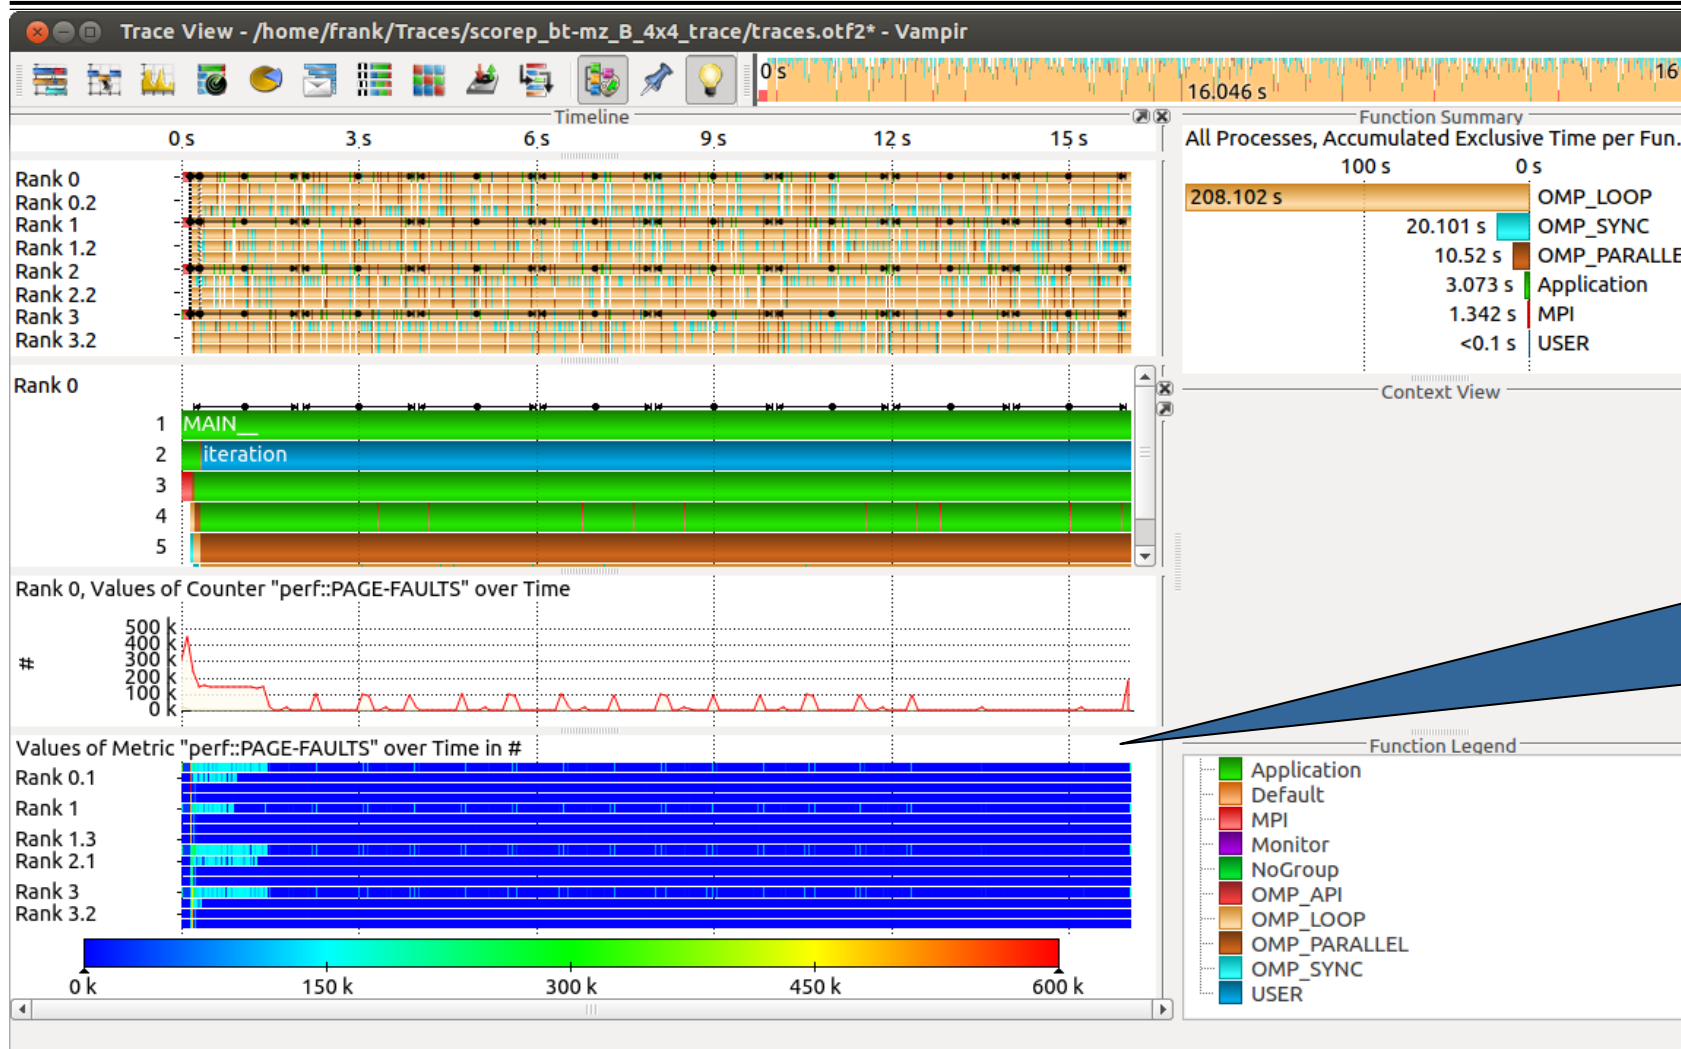 Trace View - /home/frank/Traces/scorep_bt-mz_B_4x4_trace/traces.otf2* - Vampir
0 s
16
16.046 s
Timeline
0 s 3 s 6 s 9 s 12 s 15 s
Rank 0
Rank 0.2
Rank 1
Rank 1.2
Rank 2
Rank 2.2
Rank 3
Rank 3.2
Rank 0
1 MAIN__
2 iteration
3
4
5
Rank 0, Values of Counter "perf::PAGE-FAULTS" over Time
500 k
400 k
300 k
200 k
100 k
0 k
#
Values of Metric "perf::PAGE-FAULTS" over Time in #
Rank 0.1
Rank 1
Rank 1.3
Rank 2.1
Rank 3
Rank 3.2
0 k 150 k 300 k 450 k 600 k
Function Summary
All Processes, Accumulated Exclusive Time per Fun.
100 s 0 s
208.102 s OMP_LOOP
20.101 s OMP_SYNC
10.52 s OMP_PARALLE
3.073 s Application
1.342 s MPI
<0.1 s USER
Context View
Function Legend
Application
Default
MPI
Monitor
NoGroup
OMP_API
OMP_LOOP
OMP_PARALLEL
OMP_SYNC
USER